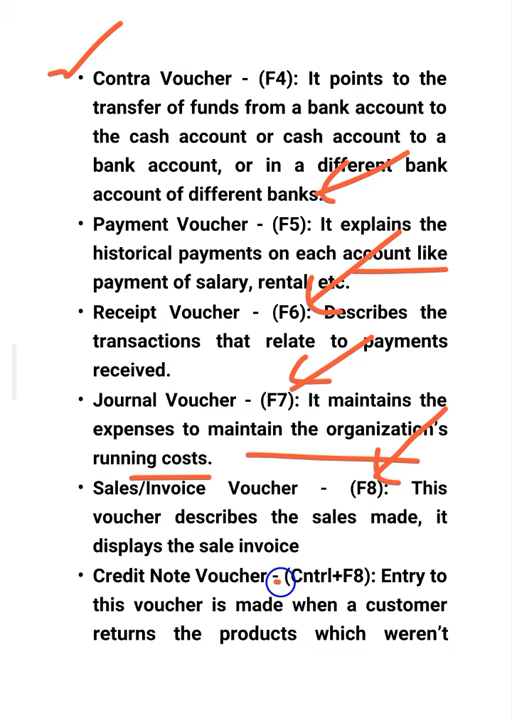 • Contra Voucher - (F4): It points to the
transfer of funds from a bank account to
the cash account or cash account to a
bank account, or in a different bank
account of different banks.
• Payment Voucher - (F5): It explains the
historical payments on each account like
payment of salary, rental, etc.
• Receipt Voucher - (F6): Describes the
transactions that relate to payments
received.
• Journal Voucher - (F7): It maintains the
expenses to maintain the organization's
running costs.
• Sales/Invoice Voucher - (F8): This
voucher describes the sales made, it
displays the sale invoice
• Credit Note Voucher - (Cntrl+F8): Entry to
this voucher is made when a customer
returns the products which weren't